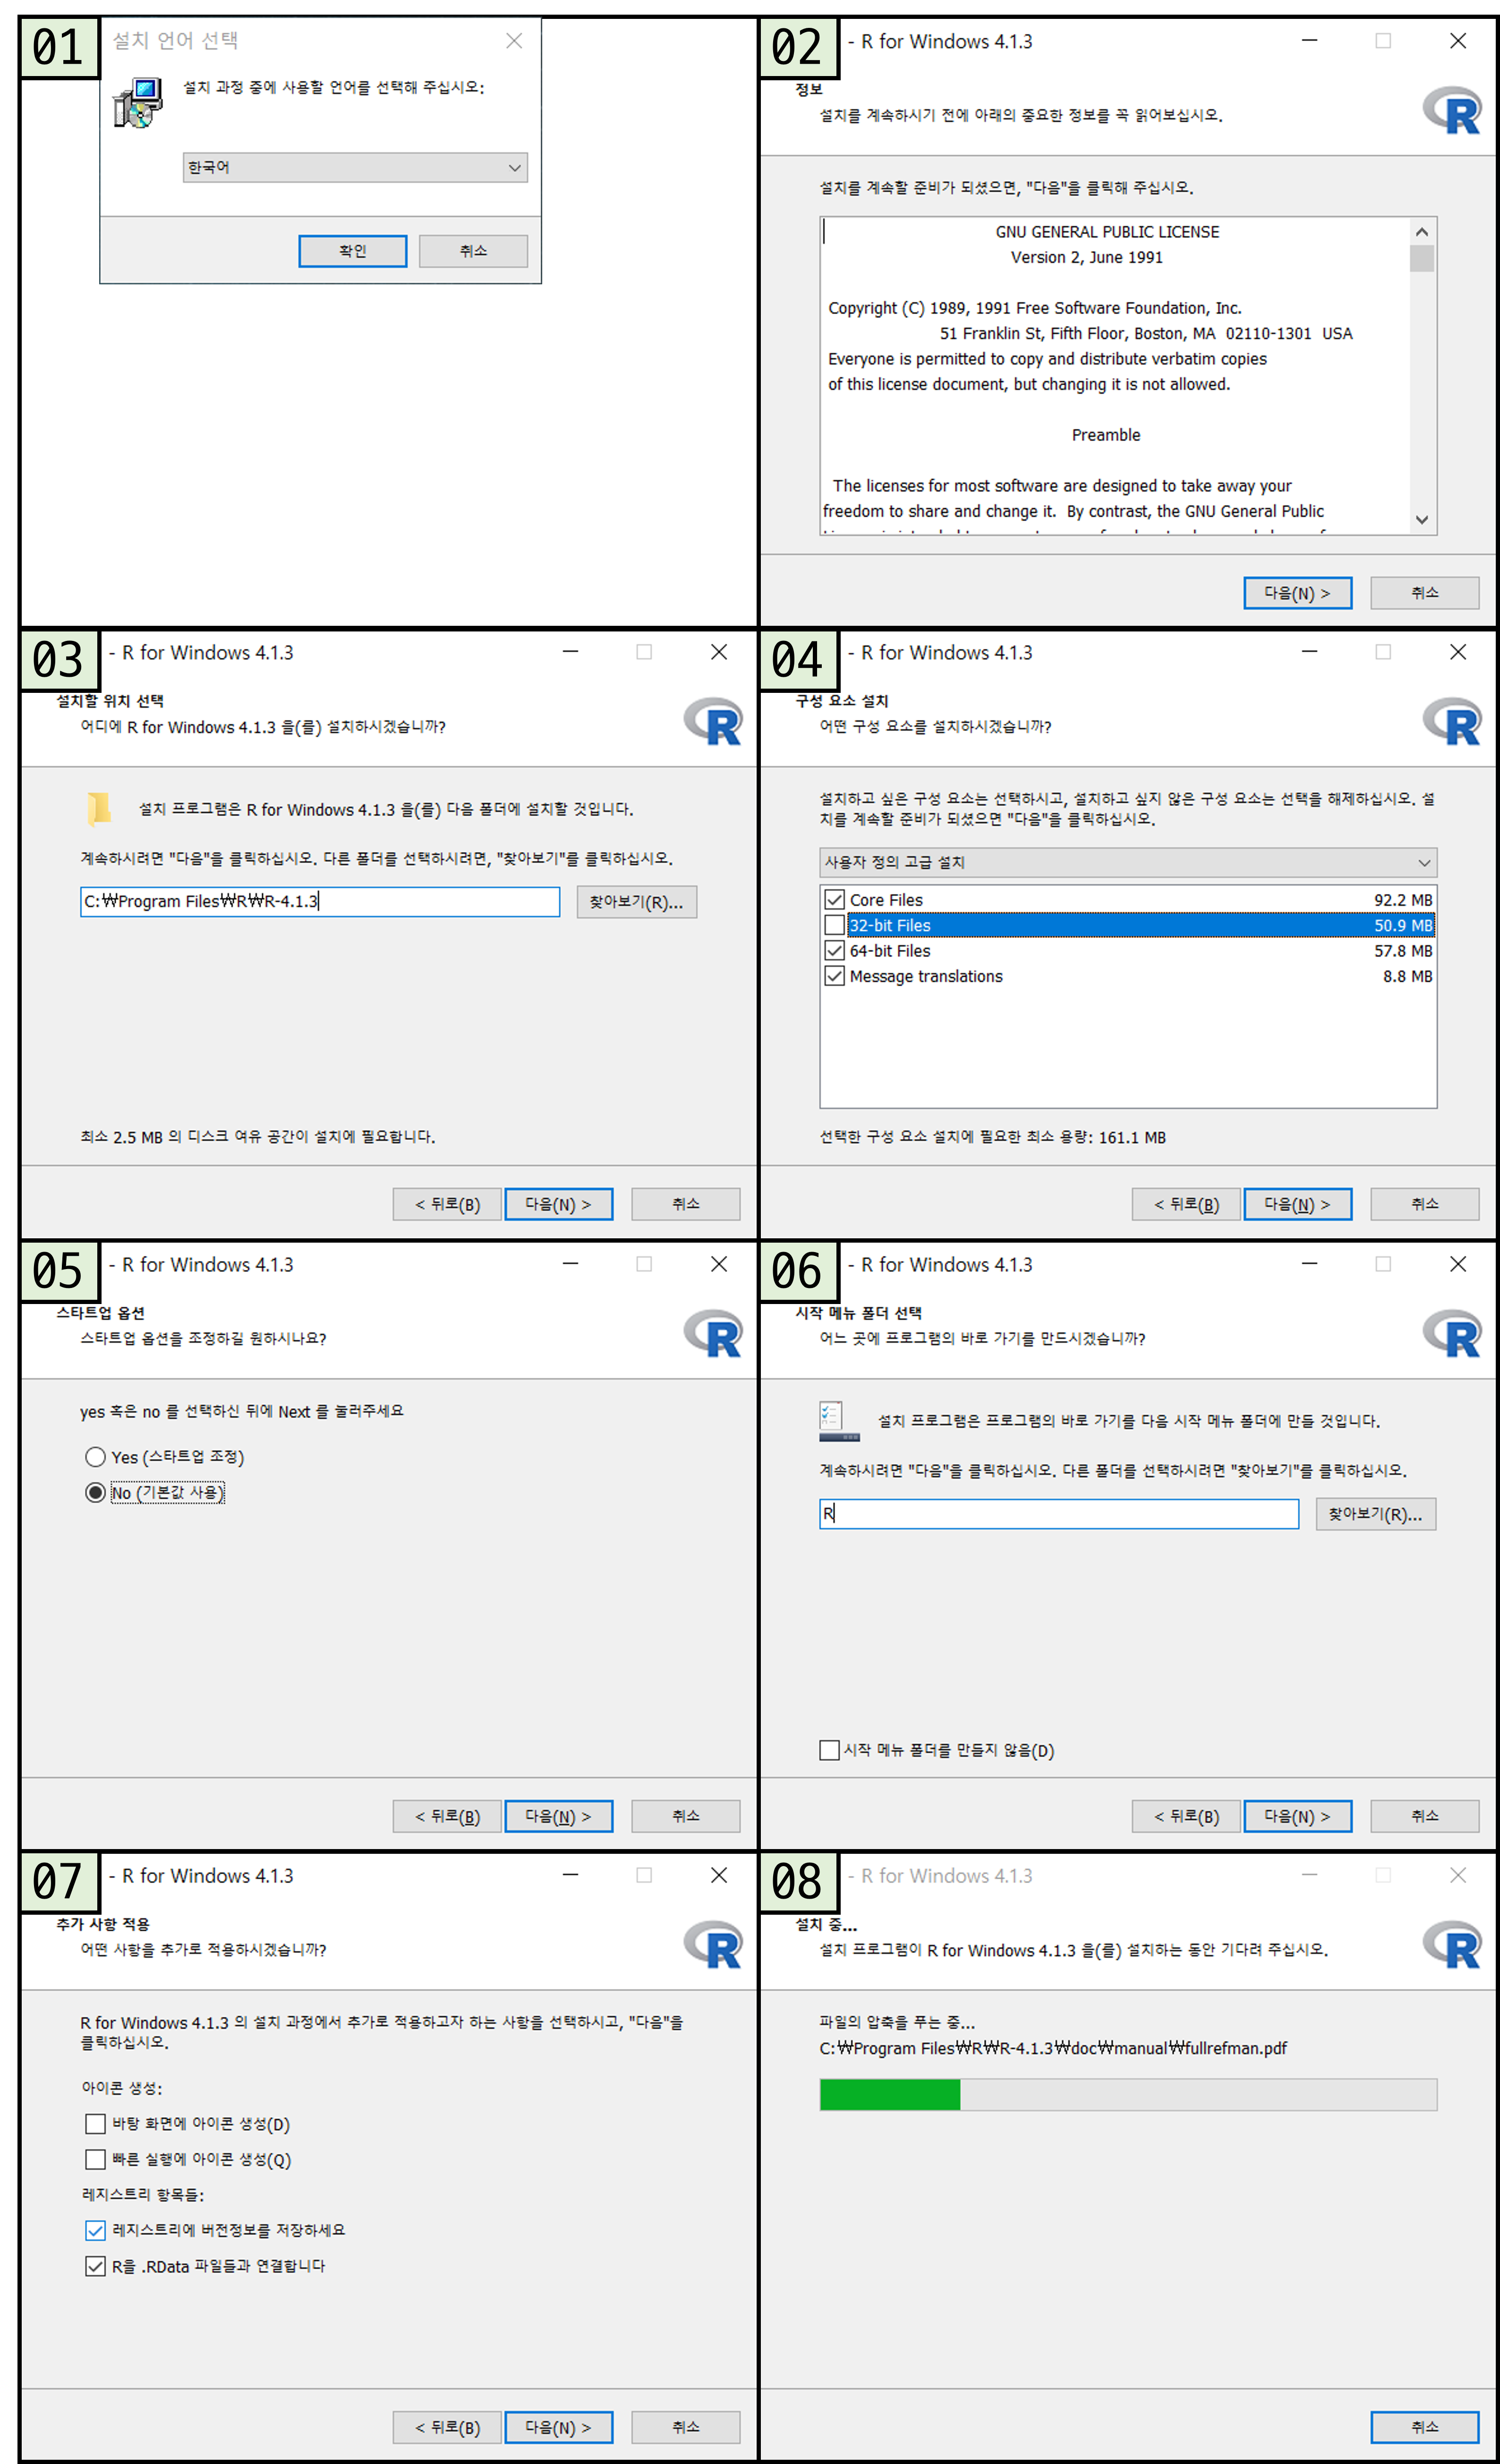 01
설치 언어 선택
설치 과정 중에 사용할 언어를 선택해 주십시오:
한국어
확인
취소
02
- R for Windows 4.1.3
정보
설치를 계속하시기 전에 아래의 중요한 정보를 꼭 읽어보십시오.
R
설치를 계속할 준비가 되셨으면, "다음"을 클릭해 주십시오.
GNU GENERAL PUBLIC LICENSE
Version 2, June 1991
Copyright (C) 1989, 1991 Free Software Foundation, Inc.
51 Franklin St, Fifth Floor, Boston, MA 02110-1301 USA
Everyone is permitted to copy and distribute verbatim copies
of this license document, but changing it is not allowed.
Preamble
The licenses for most software are designed to take away your
freedom to share and change it. By contrast, the GNU General Public
다음(N) >
취소
03
- R for Windows 4.1.3
설치할 위치 선택
어디에 R for Windows 4.1.3 을(를) 설치하시겠습니까?
R
설치 프로그램은 R for Windows 4.1.3 을(를) 다음 폴더에 설치할 것입니다.
계속하시려면 "다음"을 클릭하십시오. 다른 폴더를 선택하시려면, "찾아보기"를 클릭하십시오.
C:₩Program Files₩R₩R-4.1.3
찾아보기(R)...
최소 2.5 MB 의 디스크 여유 공간이 설치에 필요합니다.
< 뒤로(B)
다음(N) >
취소
04
- R for Windows 4.1.3
구성 요소 설치
어떤 구성 요소를 설치하시겠습니까?
R
설치하고 싶은 구성 요소는 선택하시고, 설치하고 싶지 않은 구성 요소는 선택을 해제하십시오. 설
치를 계속할 준비가 되셨으면 "다음"을 클릭하십시오.
사용자 정의 고급 설치
Core Files 92.2 MB
32-bit Files 50.9 MB
64-bit Files 57.8 MB
Message translations 8.8 MB
선택한 구성 요소 설치에 필요한 최소 용량: 161.1 MB
< 뒤로(B)
다음(N) >
취소
05
- R for Windows 4.1.3
스타트업 옵션
스타트업 옵션을 조정하길 원하시나요?
R
yes 혹은 no 를 선택하신 뒤에 Next 를 눌러주세요
Yes (스타트업 조정)
No (기본값 사용)
< 뒤로(B)
다음(N) >
취소
06
- R for Windows 4.1.3
시작 메뉴 폴더 선택
어느 곳에 프로그램의 바로 가기를 만드시겠습니까?
R
설치 프로그램은 프로그램의 바로 가기를 다음 시작 메뉴 폴더에 만들 것입니다.
계속하시려면 "다음"을 클릭하십시오. 다른 폴더를 선택하시려면 "찾아보기"를 클릭하십시오.
R
찾아보기(R)...
시작 메뉴 폴더를 만들지 않음(D)
< 뒤로(B)
다음(N) >
취소
07
- R for Windows 4.1.3
추가 사항 적용
어떤 사항을 추가로 적용하시겠습니까?
R
R for Windows 4.1.3 의 설치 과정에서 추가로 적용하고자 하는 사항을 선택하시고, "다음"을
클릭하십시오.
아이콘 생성:
바탕 화면에 아이콘 생성(D)
빠른 실행에 아이콘 생성(Q)
레지스트리 항목들:
레지스트리에 버전정보를 저장하세요
R을 .RData 파일들과 연결합니다
< 뒤로(B)
다음(N) >
취소
08
- R for Windows 4.1.3
설치 중...
설치 프로그램이 R for Windows 4.1.3 을(를) 설치하는 동안 기다려 주십시오.
R
파일의 압축을 푸는 중...
C:₩Program Files₩R₩R-4.1.3₩doc₩manual₩fullrefman.pdf
취소